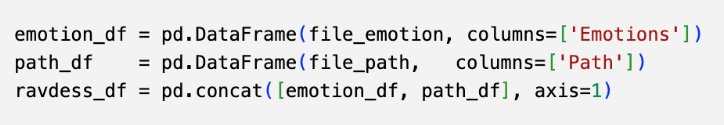 emotion_df = pd.DataFrame(file_emotion, columns=['Emotions'])
path_df    = pd.DataFrame(file_path,   columns=['Path'])
ravdess_df = pd.concat([emotion_df, path_df], axis=1)